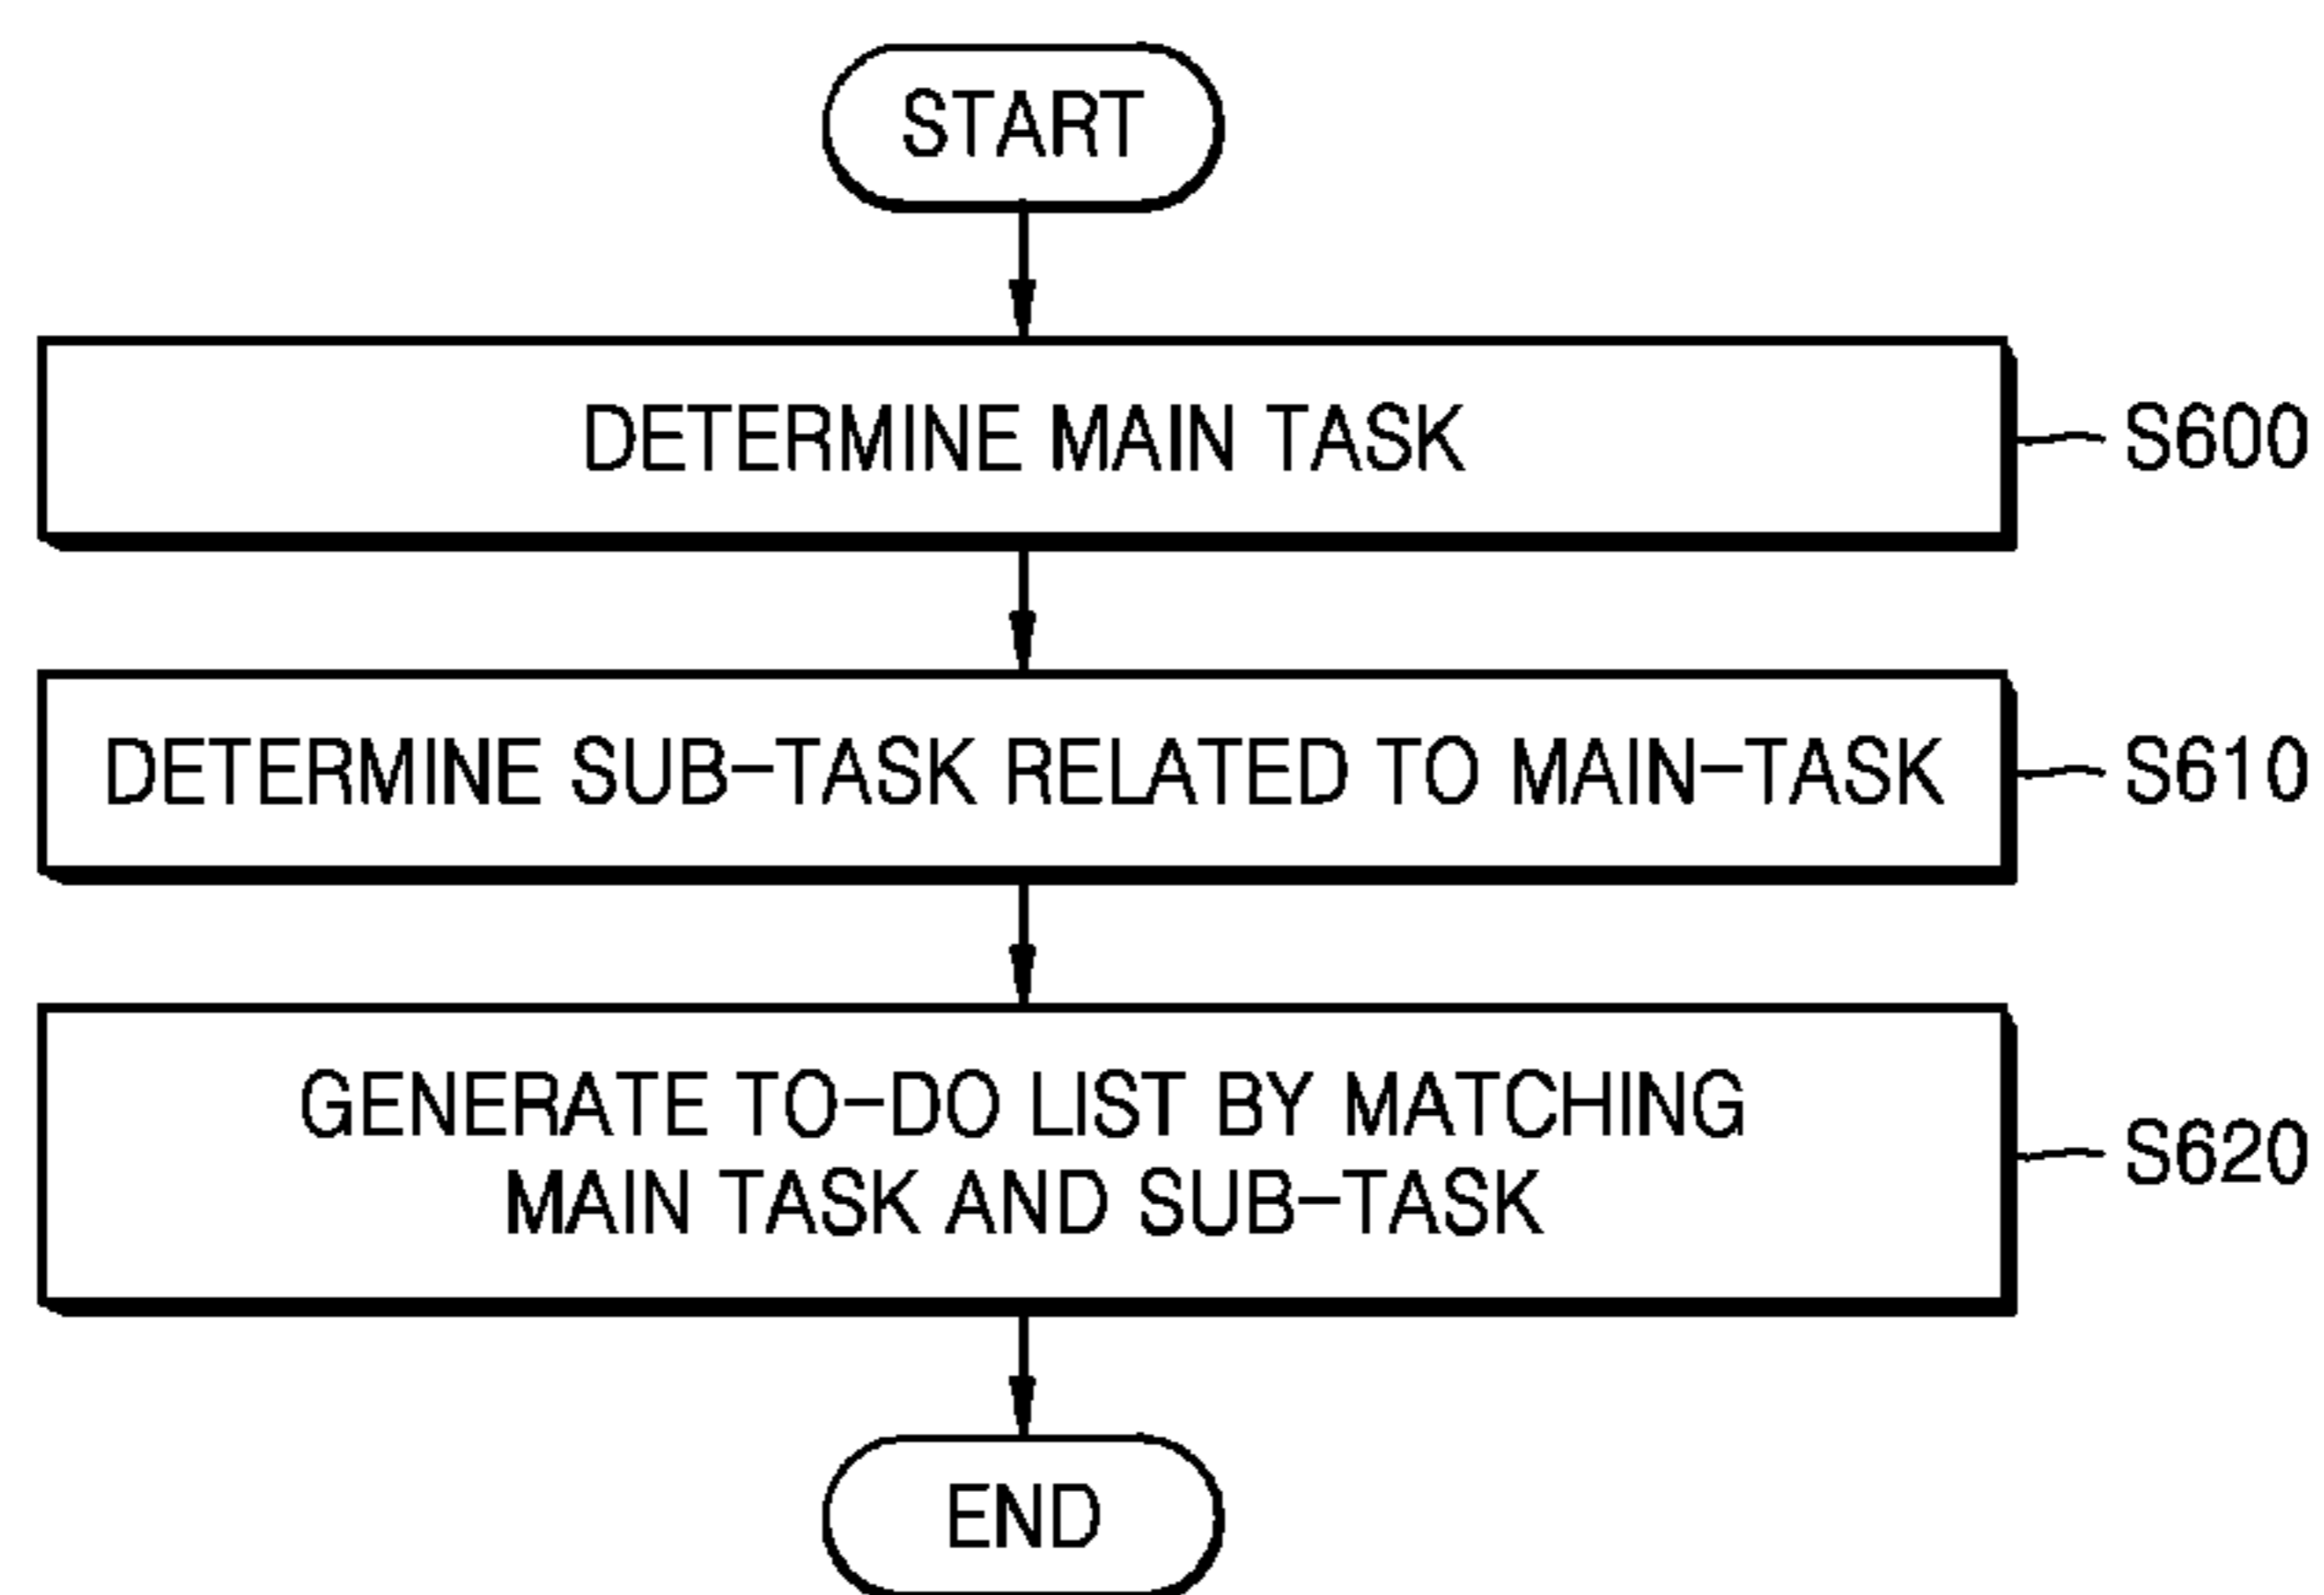 START
DETERMINE MAIN TASK
S600
DETERMINE SUB-TASK RELATED TO MAIN-TASK
S610
GENERATE TO-DO LIST BY MATCHING
MAIN TASK AND SUB-TASK
S620
END